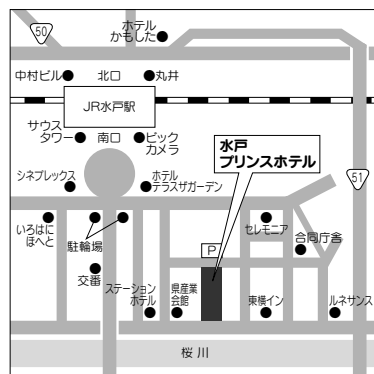 50
ホテル
かもした
中村ビル
北口
丸井
JR水戸駅
サウス
タワー
南口
ビック
カメラ
水戸
プリンスホテル
51
シネプレックス
ホテル
テラスザガーデン
いろはに
ほへと
駐輪場
P
セレモニア
合同庁舎
交番
ステーション
ホテル
県産業
会館
東横イン
ルネサンス
桜川